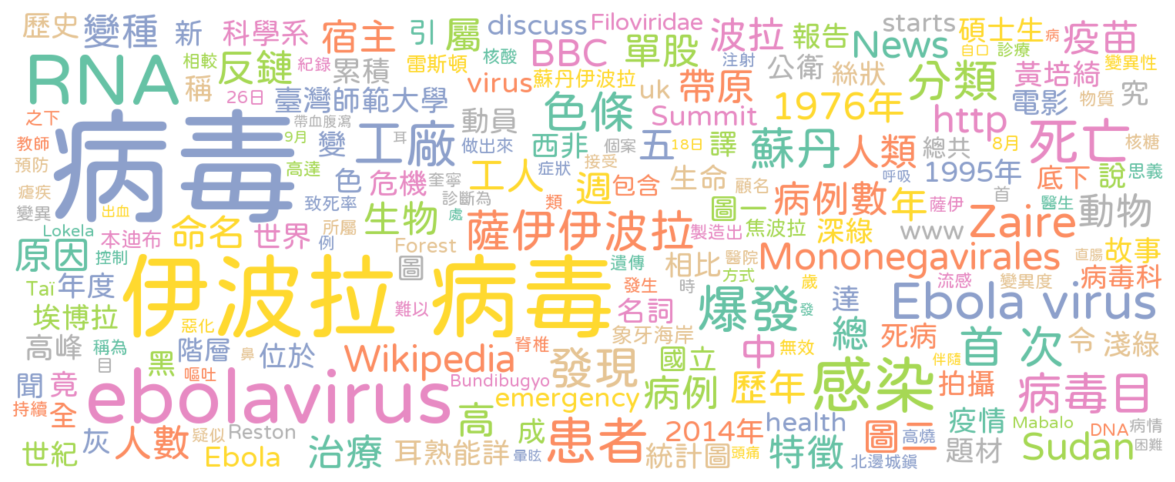 歷史 變種 新 科學系 宿主 引 屬 discuss Filoviridae 波拉 報告 starts 碩士生 疫苗
RNA 相較 反鏈 紀錄 累積 雷斯頓 核酸 BBC 單股 注射 News 自口 診療 病 變異性
稱 26日 臺灣師範大學 virus 蘇丹伊波拉 uk 帶原 公衛 絲狀 分類 黃培綺 電影 物質 究
之下 帶血腹瀉 動員 色條 Summit 1976年 http 死亡
病毒 教師 9月 變 耳 工廠 做出來 西非 個案 18日 五 譯 蘇丹 人類 總共 8月 核糖
預防 高達 色 危機 奎寧 工人 症狀 接受 週 包含 生命 顧名 病例數 呼吸 年 1995年 底下 說 思義
瘧疾 變異 出血 致死率 診斷為 類 圖一 薩伊 首 醫生 動物
Lokela 本迪布 命名 所屬 世界 例 生物 處 薩伊伊波拉 製造出 焦波拉 深綠 www Zaire
原因 控制 Forest 圖 遺傳 相比 醫院 Mononegavirales 直腸 故事
Taï 年度 伊波拉病毒 難以 發生 時 方式 歲 流感 變異度 病毒科
埃博拉 惡化 名詞 爆發 發 達 Ebola virus
高峰 稱為 目 黑 階層 鼻 位於 Wikipedia 脊椎 象牙海岸 國立 中 無效 總 死病 首次 令 淺綠
聞 竟 嘔吐 ebolavirus Bundibugyo 發現 病例 歷年 感染 伴隨 拍攝 病毒目
持續 全 灰 人數 疑似 Reston 高 emergency 成 患者 2014年 health 圖二 高燒 疫情 Mabalo DNA 病情
世紀 Ebola 暈眩 治療 耳熟能詳 統計圖 頭痛 特徵 北邊城鎮 題材 Sudan 困難